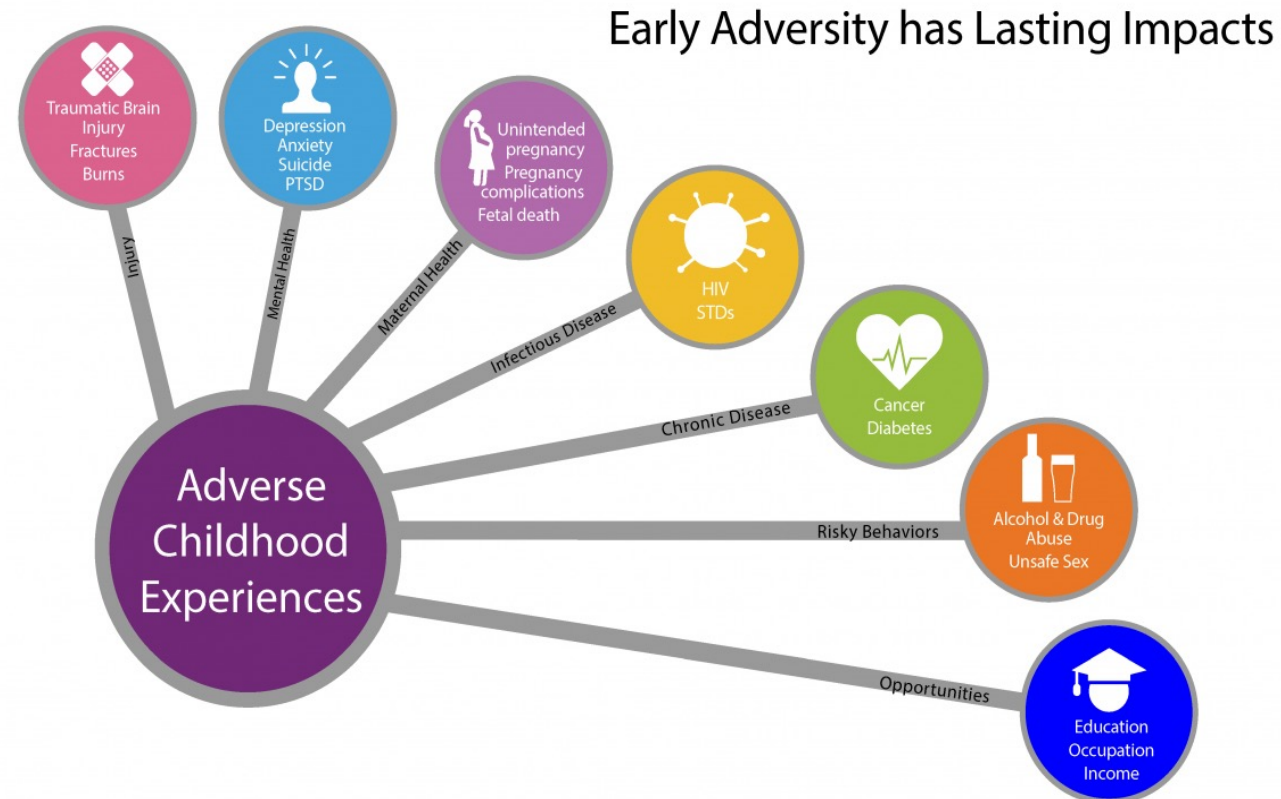 Early Adversity has Lasting Impacts
Traumatic Brain
Injury
Fractures
Burns
Depression
Anxiety
Suicide
PTSD
Unintended
pregnancy
Pregnancy
complications
Fetal death
HIV
STDs
Cancer
Diabetes
Alcohol & Drug
Abuse
Unsafe Sex
Education
Occupation
Income
Injury
Mental Health
Maternal Health
Infectious Disease
Chronic Disease
Risky Behaviors
Opportunities
Adverse
Childhood
Experiences